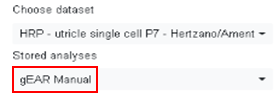 Choose dataset
HRP - utricle single cell P7 - Hertzano/Ament
Stored analyses
gEAR Manual